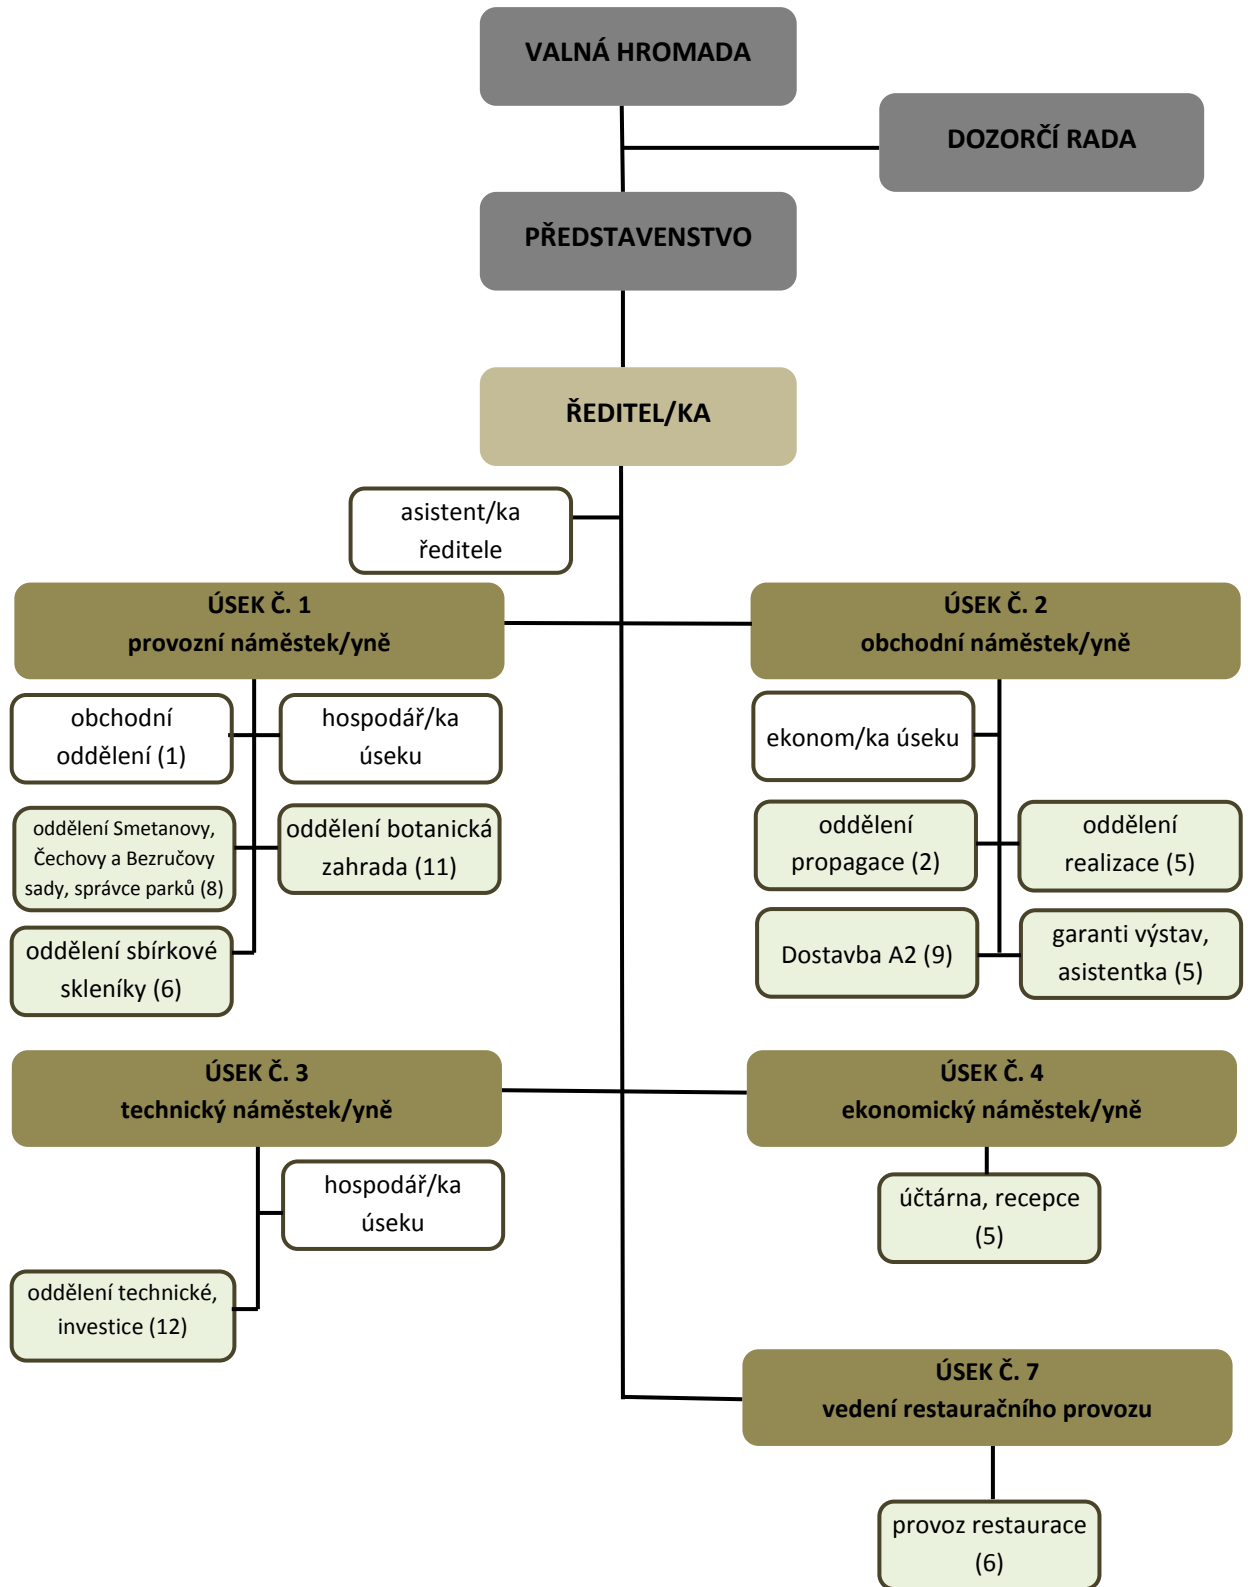 VALNÁ HROMADA
DOZORČÍ RADA
PŘEDSTAVENSTVO
ŘEDITEL/KA
asistent/ka
ředitele
ÚSEK Č. 1
provozní náměstek/yně
ÚSEK Č. 2
obchodní náměstek/yně
obchodní
oddělení (1)
hospodář/ka
úseku
ekonom/ka úseku
oddělení Smetanovy,
Čechovy a Bezručovy
sady, správce parků (8)
oddělení botanická
zahrada (11)
oddělení
propagace (2)
oddělení
realizace (5)
oddělení sbírkové
skleníky (6)
Dostavba A2 (9)
garanti výstav,
asistentka (5)
ÚSEK Č. 3
technický náměstek/yně
ÚSEK Č. 4
ekonomický náměstek/yně
hospodář/ka
úseku
účtárna, recepce
(5)
oddělení technické,
investice (12)
ÚSEK Č. 7
vedení restauračního provozu
provoz restaurace
(6)